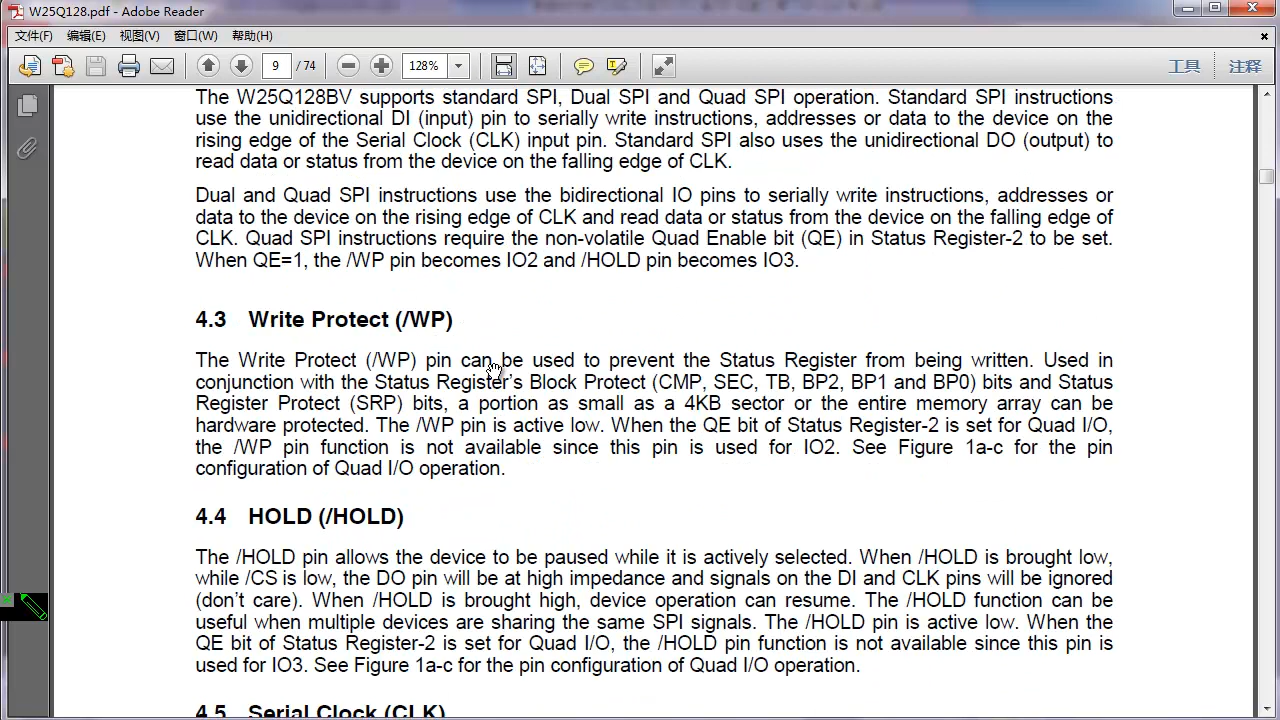 W25Q128.pdf - Adobe Reader
文件(F) 编辑(E) 视图(V) 窗口(W) 帮助(H)
9 / 74 128% 工具 注释
The W25Q128BV supports standard SPI, Dual SPI and Quad SPI operation. Standard SPI instructions
use the unidirectional DI (input) pin to serially write instructions, addresses or data to the device on the
rising edge of the Serial Clock (CLK) input pin. Standard SPI also uses the unidirectional DO (output) to
read data or status from the device on the falling edge of CLK.
Dual and Quad SPI instructions use the bidirectional IO pins to serially write instructions, addresses or
data to the device on the rising edge of CLK and read data or status from the device on the falling edge of
CLK. Quad SPI instructions require the non-volatile Quad Enable bit (QE) in Status Register-2 to be set.
When QE=1, the /WP pin becomes IO2 and /HOLD pin becomes IO3.
4.3 Write Protect (/WP)
The Write Protect (/WP) pin can be used to prevent the Status Register from being written. Used in
conjunction with the Status Register’s Block Protect (CMP, SEC, TB, BP2, BP1 and BP0) bits and Status
Register Protect (SRP) bits, a portion as small as a 4KB sector or the entire memory array can be
hardware protected. The /WP pin is active low. When the QE bit of Status Register-2 is set for Quad I/O,
the /WP pin function is not available since this pin is used for IO2. See Figure 1a-c for the pin
configuration of Quad I/O operation.
4.4 HOLD (/HOLD)
The /HOLD pin allows the device to be paused while it is actively selected. When /HOLD is brought low,
while /CS is low, the DO pin will be at high impedance and signals on the DI and CLK pins will be ignored
(don’t care). When /HOLD is brought high, device operation can resume. The /HOLD function can be
useful when multiple devices are sharing the same SPI signals. The /HOLD pin is active low. When the
QE bit of Status Register-2 is set for Quad I/O, the /HOLD pin function is not available since this pin is
used for IO3. See Figure 1a-c for the pin configuration of Quad I/O operation.
4.5 Serial Clock (CLK)